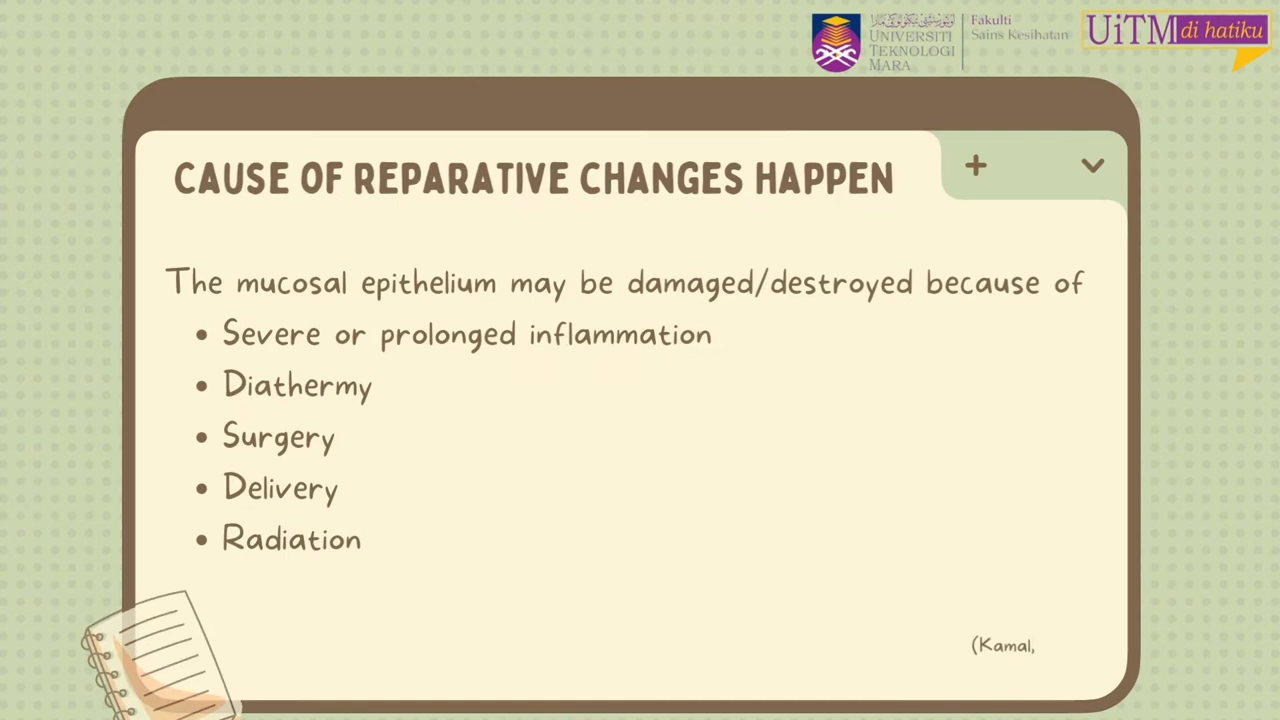 UNIVERSITI
TEKNOLOGI
MARA
Fakulti
Sains Kesihatan
UiTM di hatiku
CAUSE OF REPARATIVE CHANGES HAPPEN
The mucosal epithelium may be damaged/destroyed because of
• Severe or prolonged inflammation
• Diathermy
• Surgery
• Delivery
• Radiation
(Kamal,